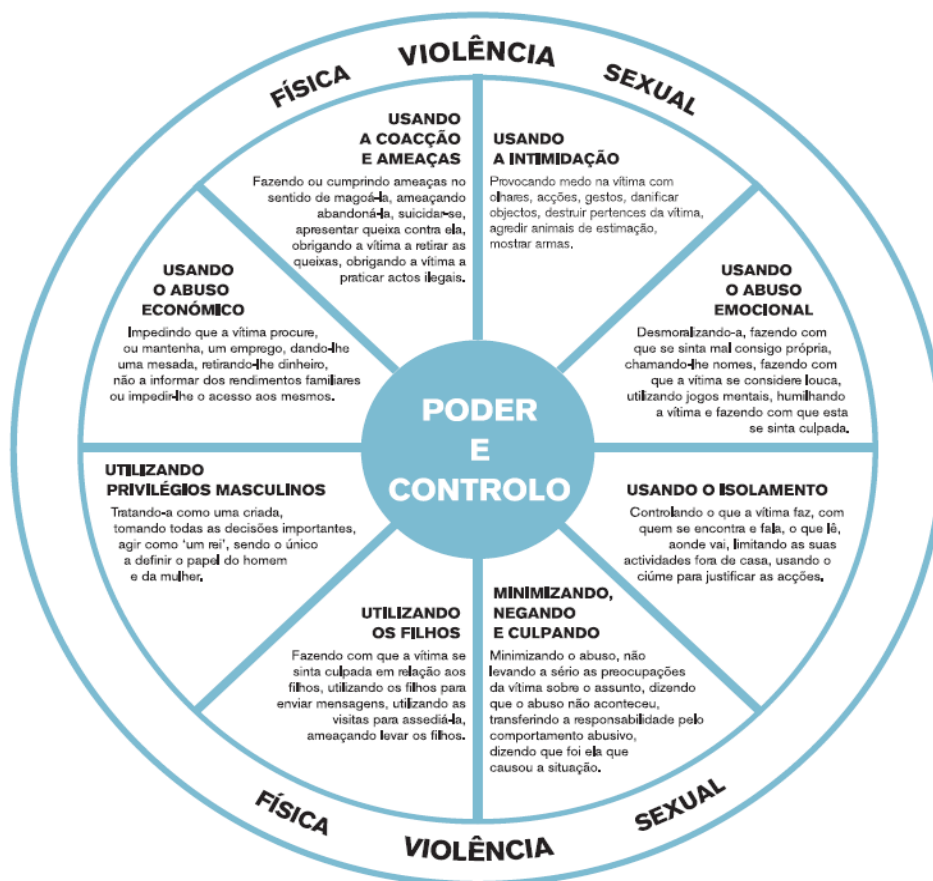 FÍSICA VIOLÊNCIA SEXUAL
USANDO
A COACÇÃO
E AMEAÇAS
Fazendo ou cumprindo ameaças no
sentido de magoá-la, ameaçando
abandoná-la, suicidar-se,
apresentar queixa contra ela,
obrigando a vítima a retirar as
queixas, obrigando a vítima a
praticar actos ilegais.
USANDO
A INTIMIDAÇÃO
Provocando medo na vítima com
olhares, acções, gestos, danificar
objectos, destruir pertences da vítima,
agredir animais de estimação,
mostrar armas.
USANDO
O ABUSO
ECONÓMICO
Impedindo que a vítima procure,
ou mantenha, um emprego, dando-lhe
uma mesada, retirando-lhe dinheiro,
não a informar dos rendimentos familiares
ou impedir-lhe o acesso aos mesmos.
USANDO
O ABUSO
EMOCIONAL
Desmoralizando-a, fazendo com
que se sinta mal consigo própria,
chamando-lhe nomes, fazendo com
que a vítima se considere louca,
utilizando jogos mentais, humilhando
a vítima e fazendo com que esta
se sinta culpada.
PODER
E
CONTROLO
UTILIZANDO
PRIVILÉGIOS MASCULINOS
Tratando-a como uma criada,
tomando todas as decisões importantes,
agir como ‘um rei’, sendo o único
a definir o papel do homem
e da mulher.
USANDO O ISOLAMENTO
Controlando o que a vítima faz, com
quem se encontra e fala, o que lê,
aonde vai, limitando as suas
actividades fora de casa, usando o
ciúme para justificar as acções.
UTILIZANDO
OS FILHOS
Fazendo com que a vítima se
sinta culpada em relação aos
filhos, utilizando os filhos para
enviar mensagens, utilizando as
visitas para assediá-la,
ameaçando levar os filhos.
MINIMIZANDO,
NEGANDO
E CULPANDO
Minimizando o abuso, não
levando a sério as preocupações
da vítima sobre o assunto, dizendo
que o abuso não aconteceu,
transferindo a responsabilidade pelo
comportamento abusivo,
dizendo que foi ela que
causou a situação.
FÍSICA VIOLÊNCIA SEXUAL